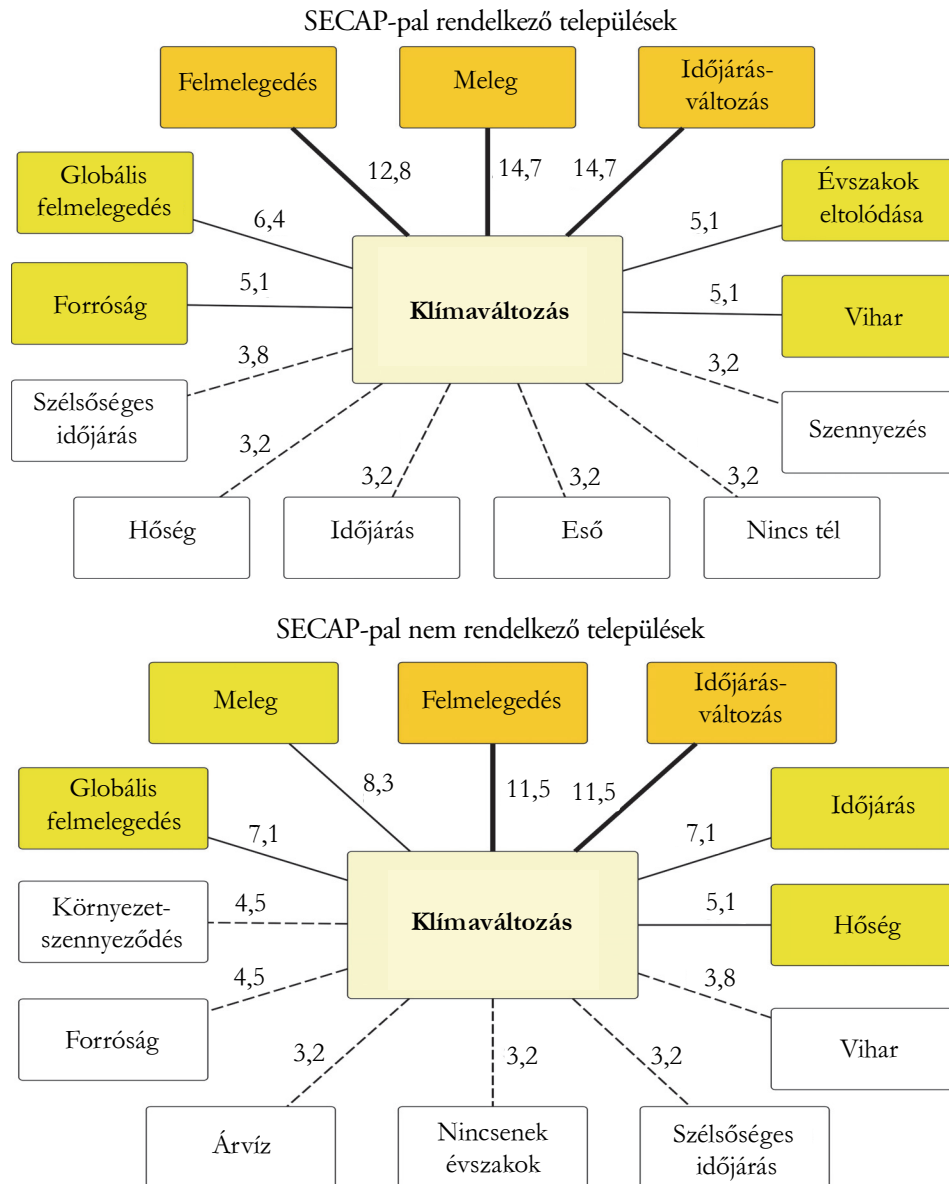 SECAP-pal rendelkező települések
Felmelegedés
Meleg
Időjárás-
változás
12,8
14,7
14,7
Globális
felmelegedés
Évszakok
eltolódása
6,4
5,1
Forróság
5,1
Klímaváltozás
5,1
Vihar
Szélsőséges
időjárás
3,8
3,2
Szennyezés
3,2
3,2
3,2
3,2
Hőség
Időjárás
Eső
Nincs tél
SECAP-pal nem rendelkező települések
Meleg
Felmelegedés
Időjárás-
változás
8,3
11,5
11,5
Globális
felmelegedés
7,1
7,1
Időjárás
Környezet-
szennyeződés
4,5
Klímaváltozás
5,1
Hőség
Forróság
4,5
3,8
Vihar
3,2
3,2
3,2
Árvíz
Nincsenek
évszakok
Szélsőséges
időjárás